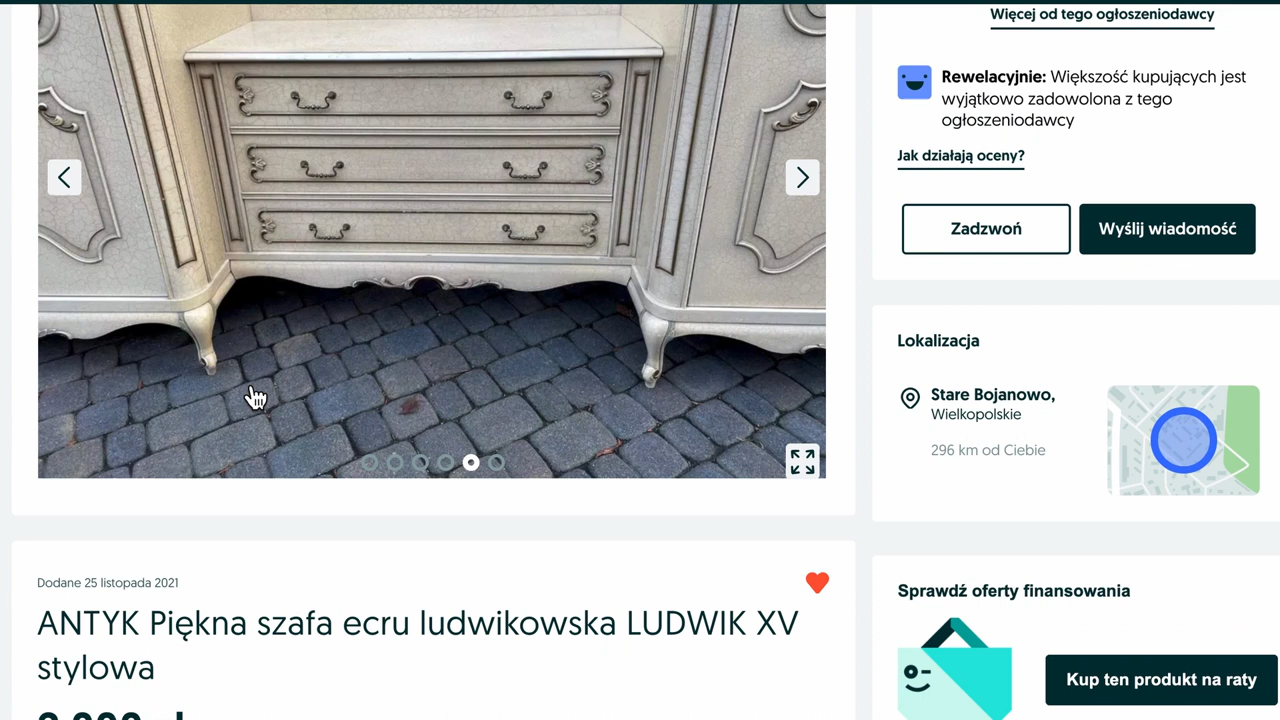 Więcej od tego ogłoszeniodawcy
Rewelacyjnie: Większość kupujących jest
wyjątkowo zadowolona z tego
ogłoszeniodawcy
Jak działają oceny?
Zadzwoń
Wyślij wiadomość
Lokalizacja
Stare Bojanowo,
Wielkopolskie
296 km od Ciebie
Dodane 25 listopada 2021
ANTYK Piękna szafa ecru ludwikowska LUDWIK XV
stylowa
Sprawdź oferty finansowania
Kup ten produkt na raty